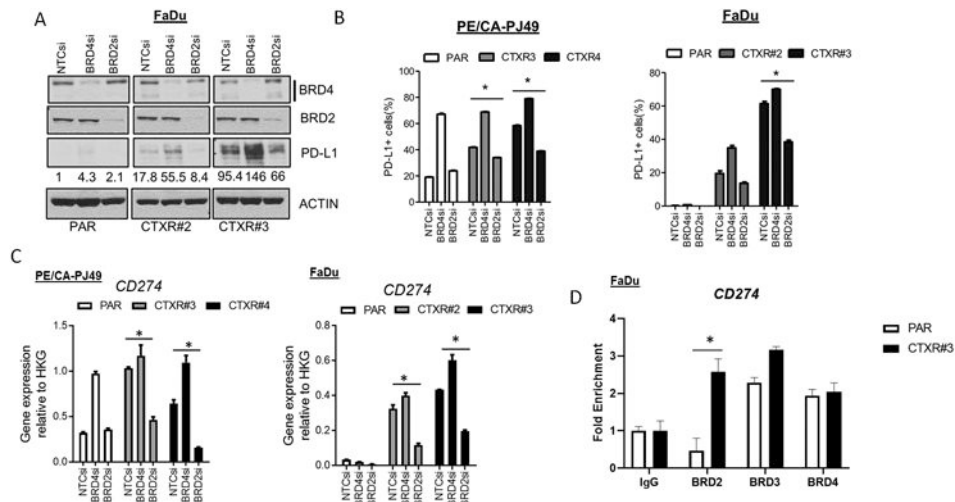 A
FaDu
NTCsi BRD4si BRD2si NTCsi BRD4si BRD2si NTCsi BRD4si BRD2si
BRD4
BRD2
PD-L1
1 4.3 2.1 17.8 55.5 8.4 95.4 146 66
ACTIN
PAR CTXR#2 CTXR#3
B
PE/CA-PJ49
PAR CTXR3 CTXR4
PD-L1+ cells(%)
80
60
40
20
0
* *
NTCsi BRD4si BRD2si NTCsi BRD4si BRD2si NTCsi BRD4si BRD2si
FaDu
PAR CTXR#2 CTXR#3
PD-L1+ cells(%)
80
60
40
20
0
*
NTCsi BRD4si BRD2si NTCsi BRD4si BRD2si NTCsi BRD4si BRD2si
C
PE/CA-PJ49
CD274
PAR CTXR#3 CTXR#4
Gene expression
relative to HKG
1.5
1.0
0.5
0.0
* *
NTCsi BRD4si BRD2si NTCsi BRD4si BRD2si NTCsi BRD4si BRD2si
FaDu
CD274
PAR CTXR#2 CTXR#3
Gene expression
relative to HKG
0.8
0.6
0.4
0.2
0.0
* *
NTCsi iRD4si BRD2si NTCsi iRD4si BRD2si NTCsi iRD4si BRD2si
D
FaDu
CD274
PAR
CTXR#3
Fold Enrichment
4
3
2
1
0
*
IgG BRD2 BRD3 BRD4